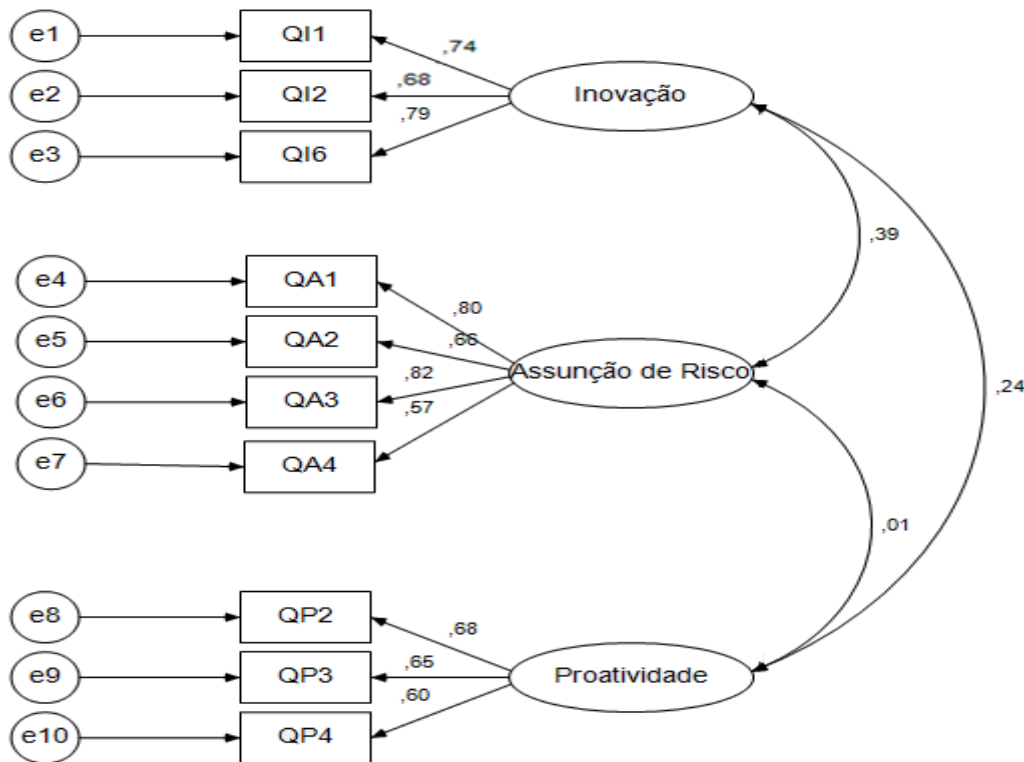 e1
QI1
,74
e2
QI2
,68
Inovação
e3
QI6
,79
,39
e4
QA1
,80
e5
QA2
,66
Assunção de Risco
e6
QA3
,82
,24
e7
QA4
,57
,01
e8
QP2
,68
e9
QP3
,65
Proatividade
e10
QP4
,60